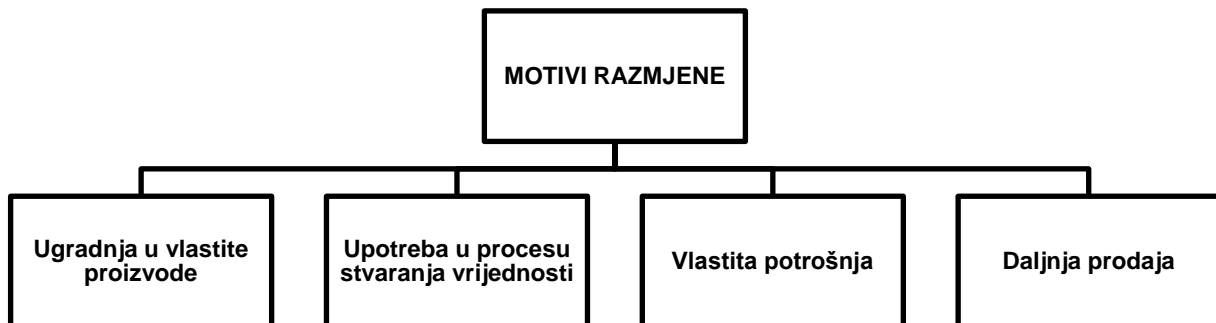 MOTIVI RAZMJENE
Ugradnja u vlastite
proizvode
Upotreba u procesu
stvaranja vrijednosti
Vlastita potrošnja
Daljnja prodaja